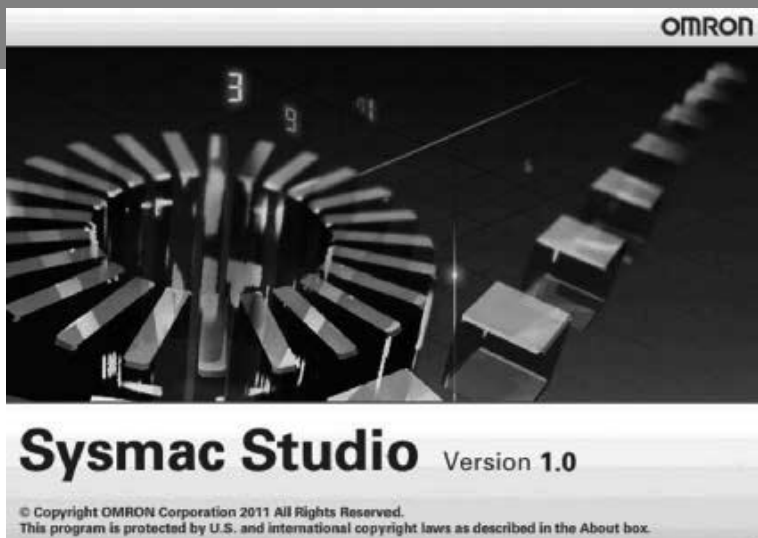 OMRON
3
Sysmac Studio Version 1.0
© Copyright OMRON Corporation 2011 All Rights Reserved.
This program is protected by U.S. and international copyright laws as described in the About box.